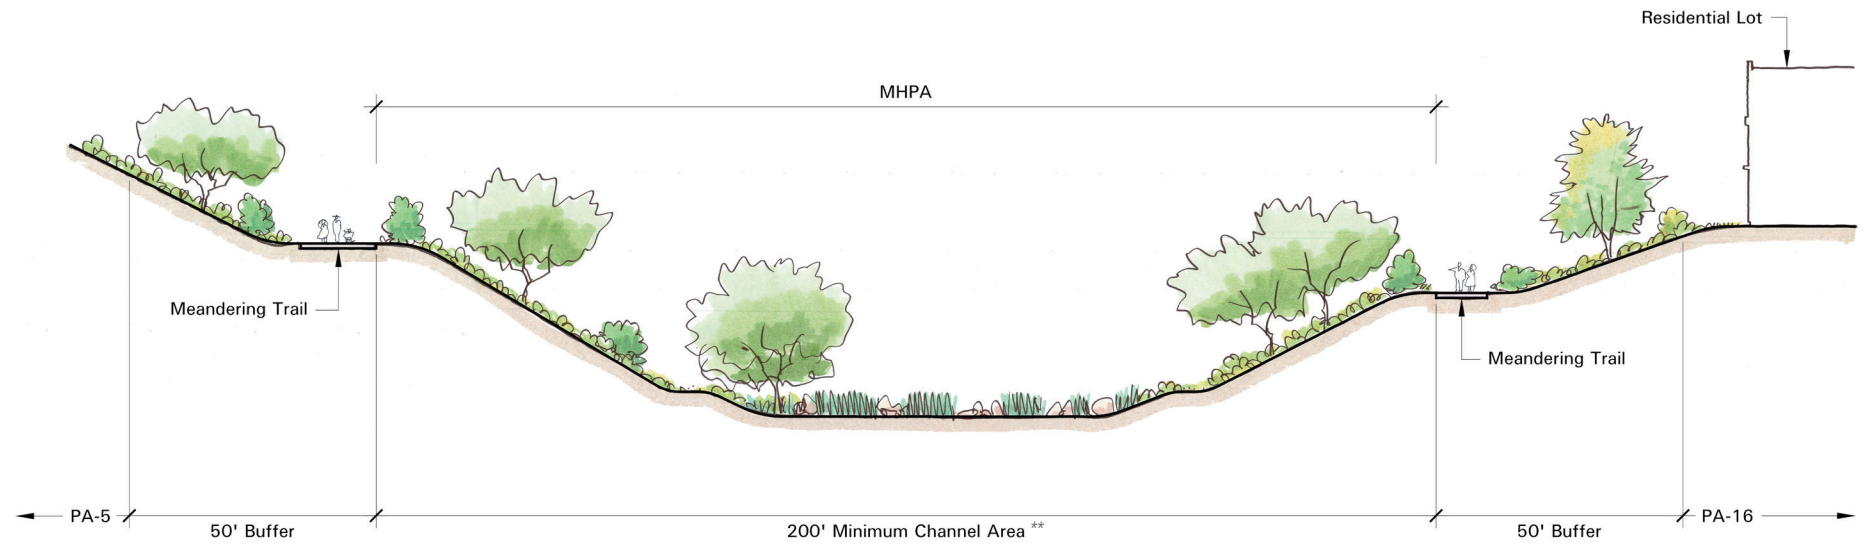 Residential Lot
MHPA
Meandering Trail
Meandering Trail
PA-5
50' Buffer
200' Minimum Channel Area **
50' Buffer
PA-16